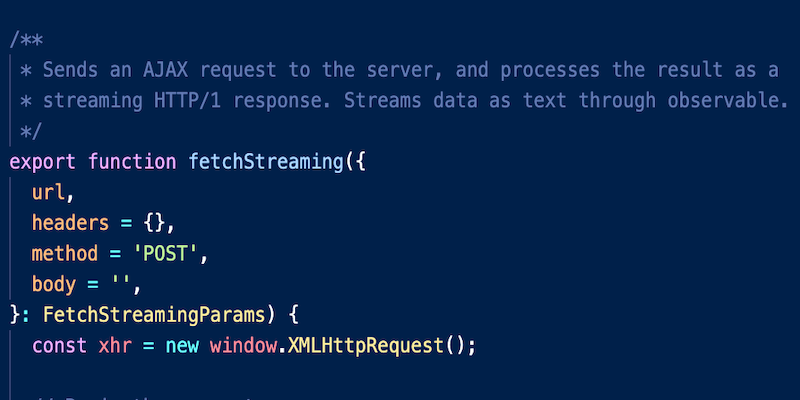 /**
 * Sends an AJAX request to the server, and processes the result as a
 * streaming HTTP/1 response. Streams data as text through observable.
 */
export function fetchStreaming({
  url,
  headers = {},
  method = 'POST',
  body = '',
}: FetchStreamingParams) {
  const xhr = new window.XMLHttpRequest();